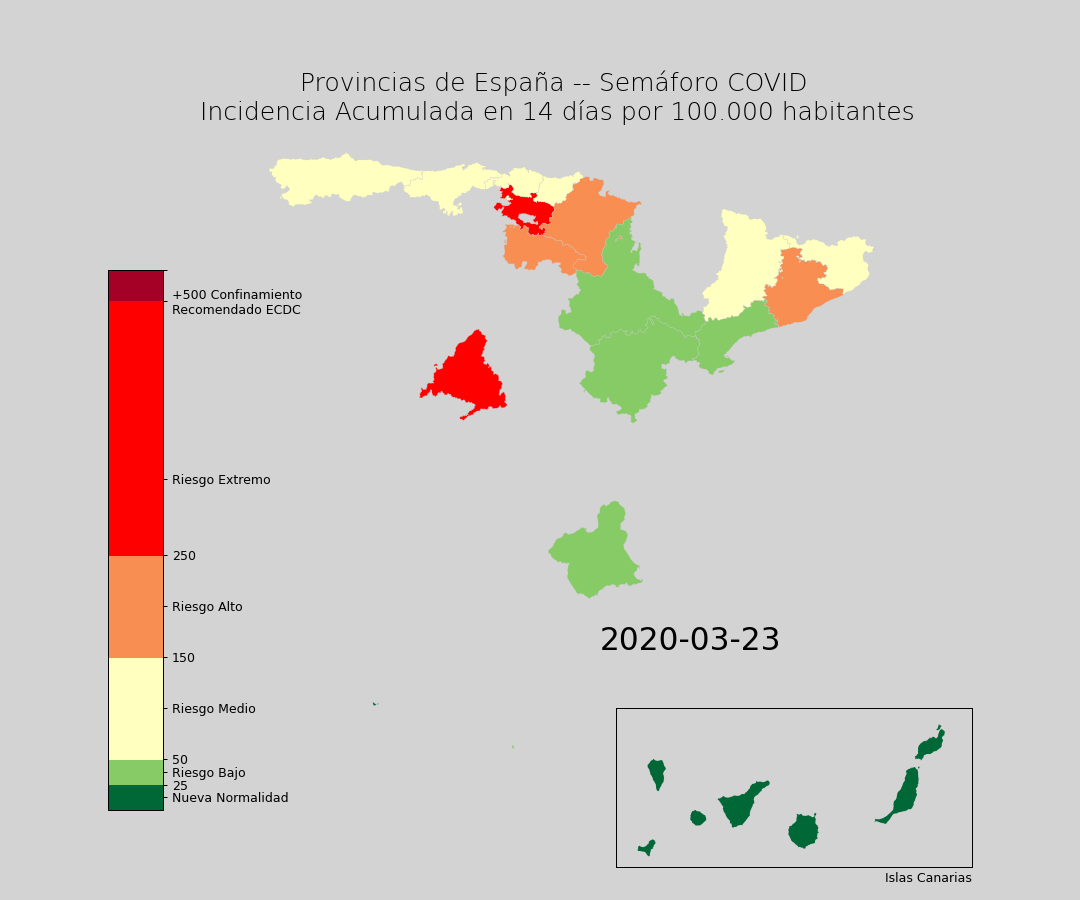 Provincias de España -- Semáforo COVID
Incidencia Acumulada en 14 días por 100.000 habitantes
+500 Confinamiento
Recomendado ECDC
Riesgo Extremo
250
Riesgo Alto
150
Riesgo Medio
50
Riesgo Bajo
25
Nueva Normalidad
2020-03-23
Islas Canarias